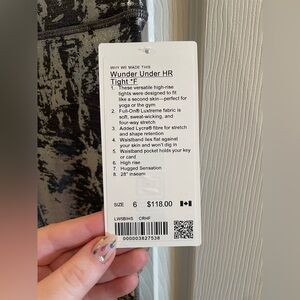 WHY WE MADE THIS
Wunder Under HR
Tight *F
1. These versatile high-rise
tights were designed to fit
like a second skin—perfect for
yoga or the gym
2. Full-On® Luxtreme fabric is
soft, sweat-wicking, and
four-way stretch
3. Added Lycra® fibre for stretch
and shape retention
4. Waistband lies flat against
your skin and won't dig in
5. Waistband pocket holds your key
or card
6. High rise
7. Hugged Sensation
8. 28" inseam
SIZE 6 $118.00
LW5BIHS CRHF
000003827538